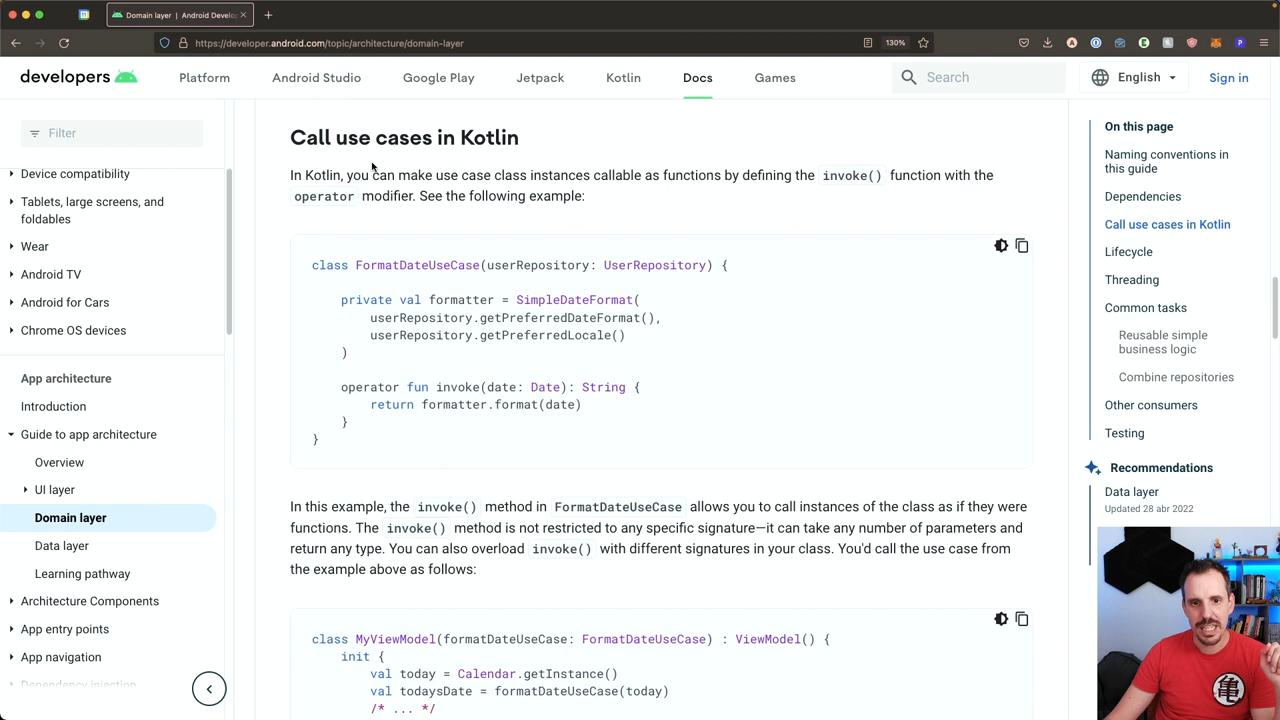 Domain layer | Android Develo
https://developer.android.com/topic/architecture/domain-layer
130%
developers
Platform
Android Studio
Google Play
Jetpack
Kotlin
Docs
Games
Search
English
Sign in
Filter
Device compatibility
Tablets, large screens, and
foldables
Wear
Android TV
Android for Cars
Chrome OS devices
App architecture
Introduction
Guide to app architecture
Overview
UI layer
Domain layer
Data layer
Learning pathway
Architecture Components
App entry points
App navigation
Dependency injection
Call use cases in Kotlin
In Kotlin, you can make use case class instances callable as functions by defining the invoke() function with the
operator modifier. See the following example:
class FormatDateUseCase(userRepository: UserRepository) {
private val formatter = SimpleDateFormat(
userRepository.getPreferredDateFormat(),
userRepository.getPreferredLocale()
)
operator fun invoke(date: Date): String {
return formatter.format(date)
}
}
In this example, the invoke() method in FormatDateUseCase allows you to call instances of the class as if they were
functions. The invoke() method is not restricted to any specific signature—it can take any number of parameters and
return any type. You can also overload invoke() with different signatures in your class. You'd call the use case from
the example above as follows:
class MyViewModel(formatDateUseCase: FormatDateUseCase) : ViewModel() {
init {
val today = Calendar.getInstance()
val todaysDate = formatDateUseCase(today)
/* ... */
On this page
Naming conventions in
this guide
Dependencies
Call use cases in Kotlin
Lifecycle
Threading
Common tasks
Reusable simple
business logic
Combine repositories
Other consumers
Testing
Recommendations
Data layer
Updated 28 abr 2022
亀